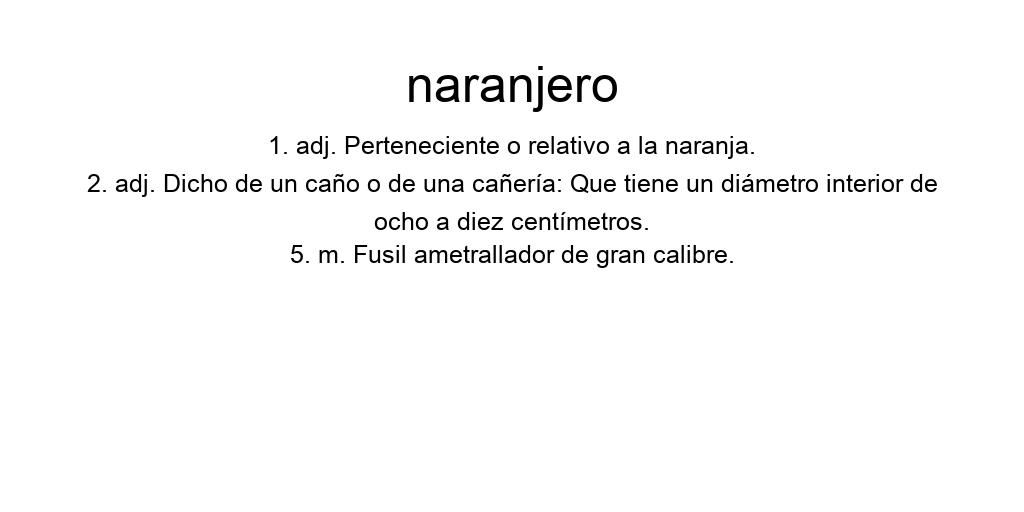 naranjero
1. adj. Perteneciente o relativo a la naranja.
2. adj. Dicho de un caño o de una cañería: Que tiene un diámetro interior de
ocho a diez centímetros.
5. m. Fusil ametrallador de gran calibre.